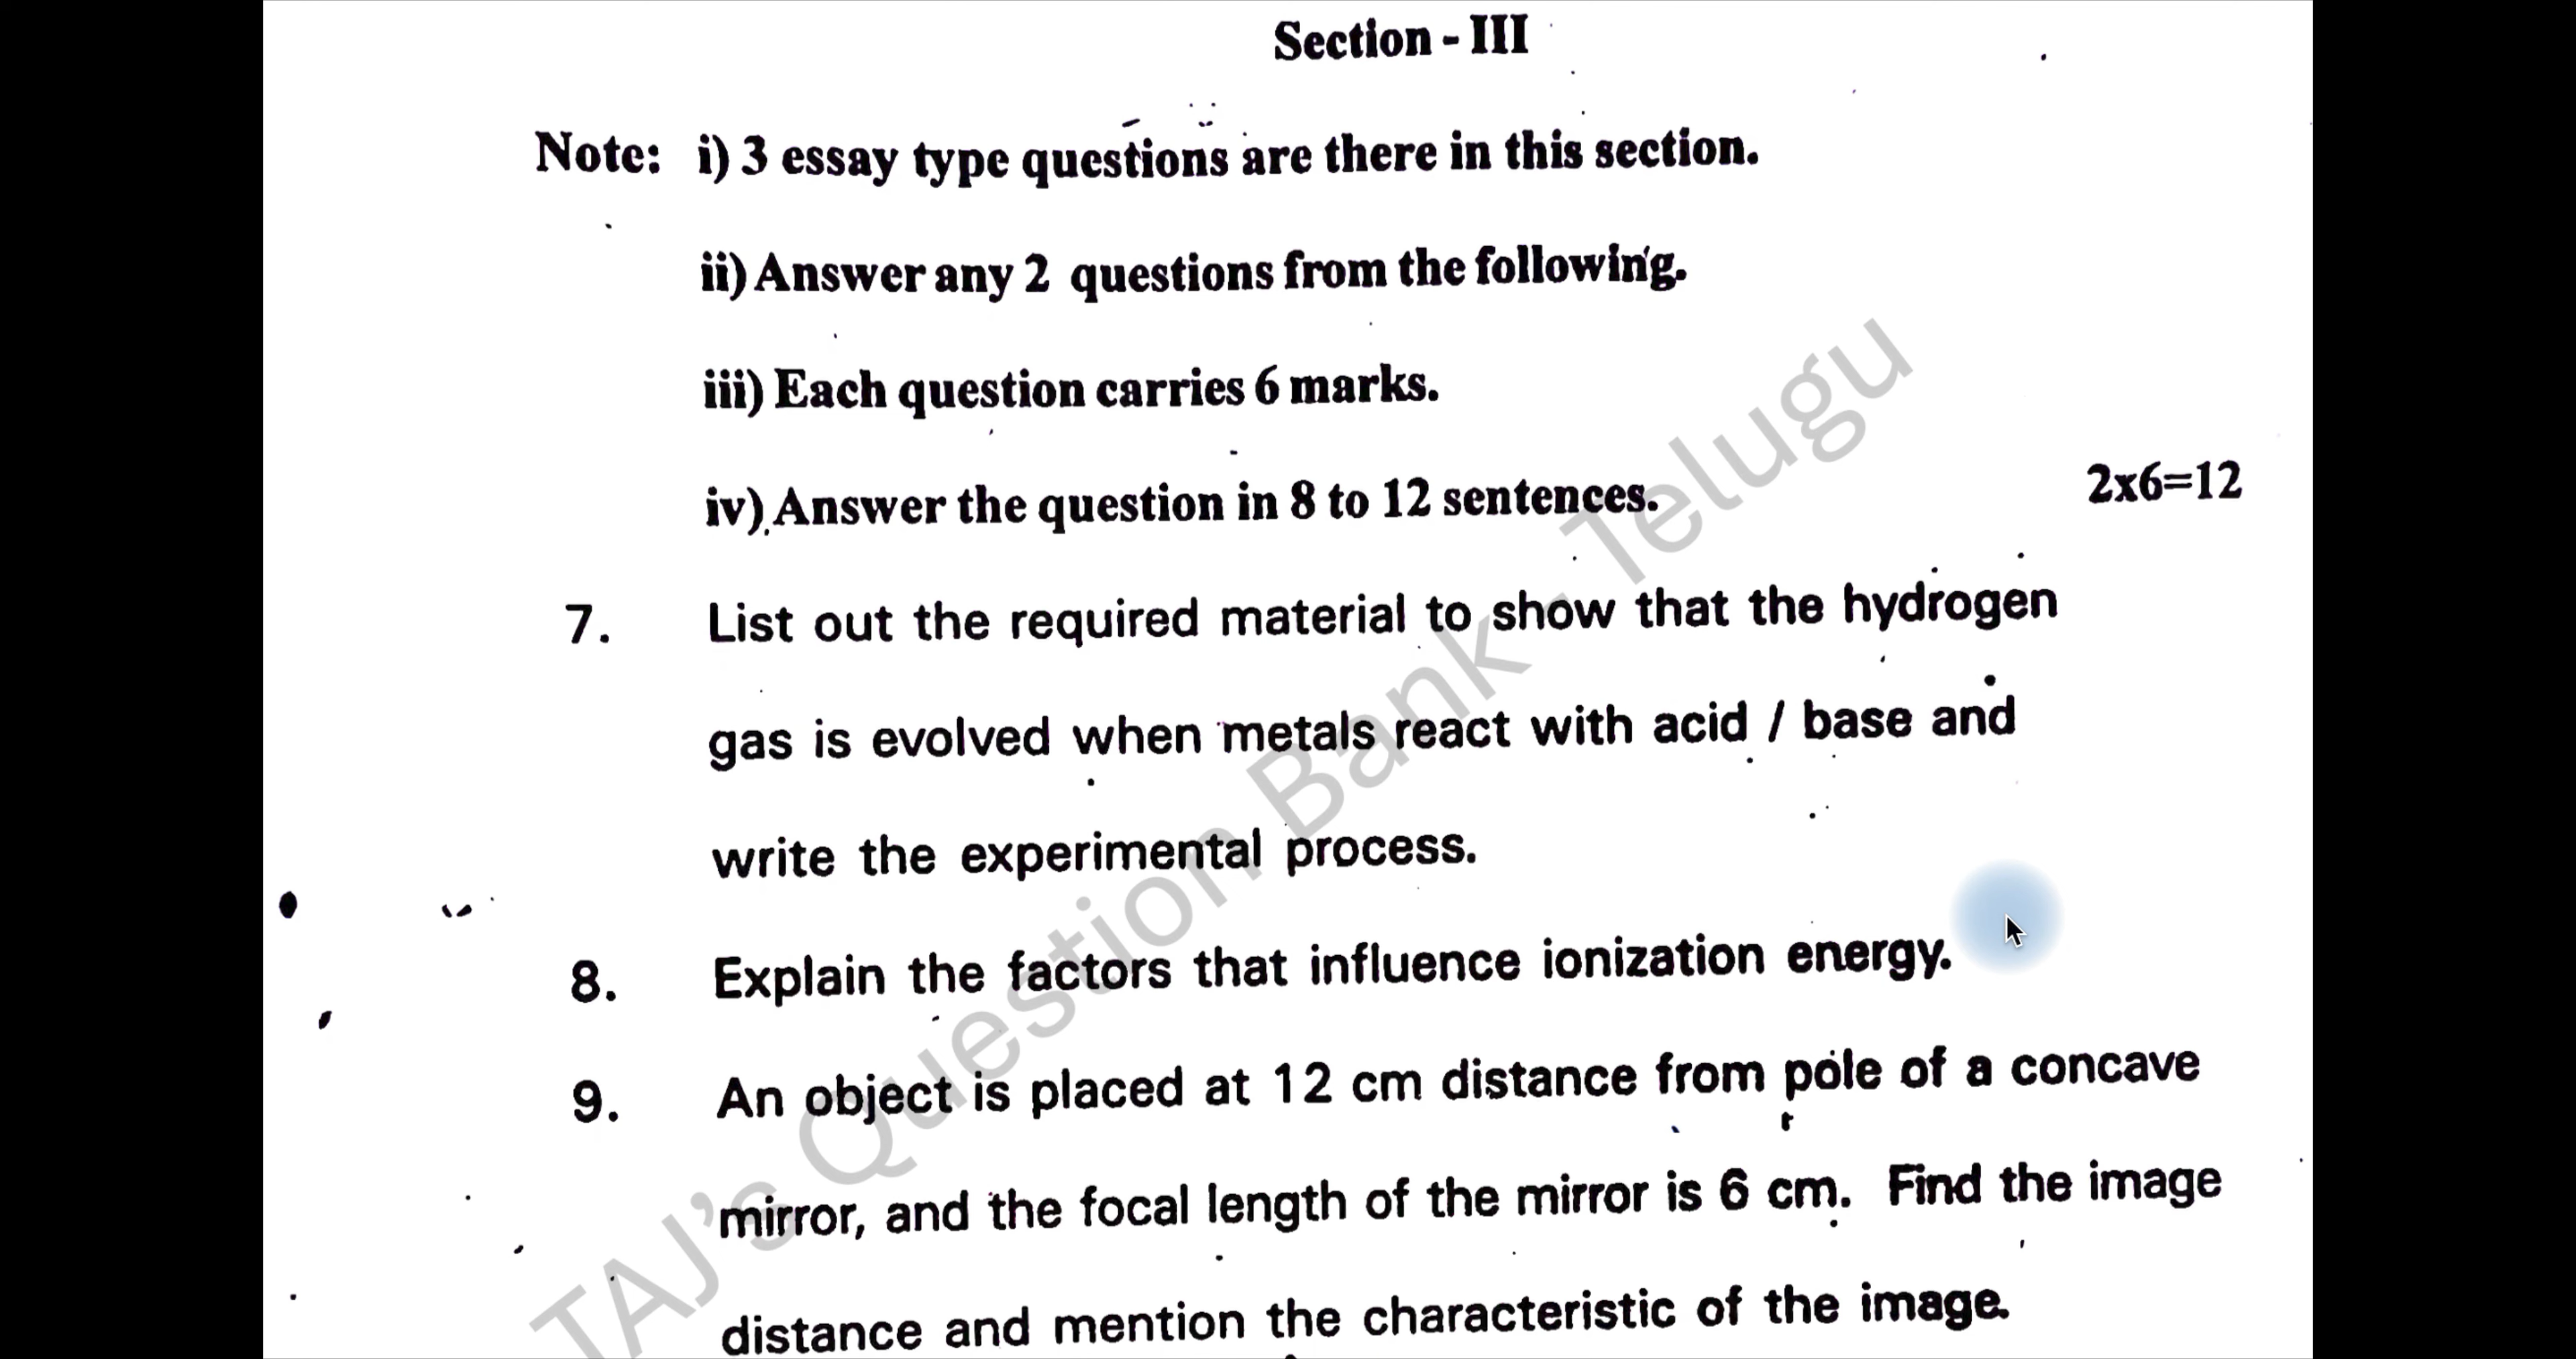 Section - III
Note: i) 3 essay type questions are there in this section.
ii) Answer any 2 questions from the following.
iii) Each question carries 6 marks.
iv) Answer the question in 8 to 12 sentences.
2x6=12
7. List out the required material to show that the hydrogen
gas is evolved when metals react with acid / base and
write the experimental process.
8. Explain the factors that influence ionization energy.
9. An object is placed at 12 cm distance from pole of a concave
mirror, and the focal length of the mirror is 6 cm. Find the image
distance and mention the characteristic of the image.
TAJ's Question Bank - Telugu